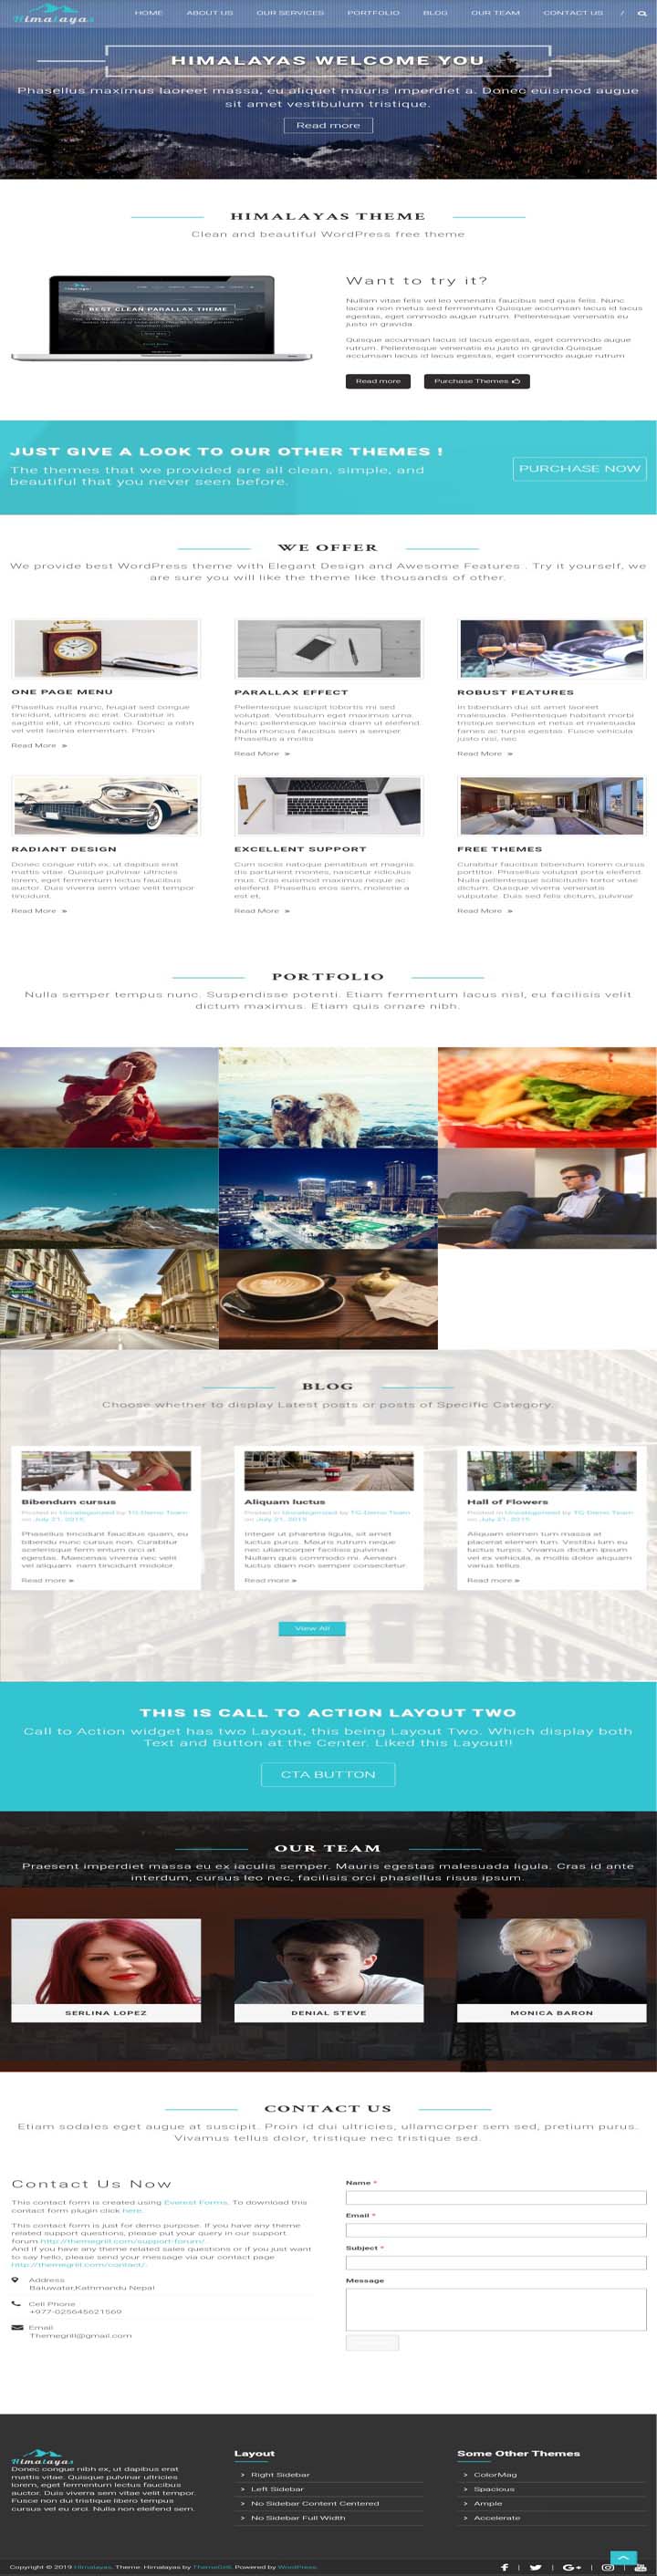 Himalayas
HOME ABOUT US OUR SERVICES PORTFOLIO BLOG OUR TEAM CONTACT US /
HIMALAYAS WELCOME YOU
Phasellus maximus laoreet massa, eu aliquet mauris imperdiet a. Donec euismod augue
sit amet vestibulum tristique.
Read more
HIMALAYAS THEME
Clean and beautiful WordPress free theme
BEST CLEAN PARALLAX THEME
Want to try it?
Nullam vitae felis vel leo venenatis faucibus sed quis felis. Nunc
lacinia non metus sed fermentum Quisque accumsan lacus id lacus
egestas, eget commodo augue rutrum. Pellentesque venenatis eu
justo in gravida.
Quisque accumsan lacus id lacus egestas, eget commodo augue
rutrum. Pellentesque venenatis eu justo in gravida.Quisque
accumsan lacus id lacus egestas, eget commodo augue rutrum
Read more Purchase Themes
JUST GIVE A LOOK TO OUR OTHER THEMES !
The themes that we provided are all clean, simple, and
beautiful that you never seen before.
PURCHASE NOW
WE OFFER
We provide best WordPress theme with Elegant Design and Awesome Features . Try it yourself, we
are sure you will like the theme like thousands of other.
ONE PAGE MENU
Phasellus nulla nunc, feugiat sed congue
tincidunt, ultrices ac erat. Curabitur in
sagittis elit, ut rhoncus odio. Donec a nibh
vel velit lacinia elementum. Proin
Read More »
PARALLAX EFFECT
Pellentesque suscipit lobortis mi sed
volutpat. Vestibulum eget maximus urna.
Nunc pellentesque lacinia diam ut eleifend.
Nulla rhoncus faucibus sem a semper.
Phasellus a mollis
Read More »
ROBUST FEATURES
In bibendum dui sit amet laoreet
malesuada. Pellentesque habitant morbi
tristique senectus et netus et malesuada
fames ac turpis egestas. Fusce vehicula
justo nisl, nec
Read More »
RADIANT DESIGN
Donec congue nibh ex, ut dapibus erat
mattis vitae. Quisque pulvinar ultricies
lorem, eget fermentum lectus faucibus
auctor. Duis viverra sem vitae velit tempor
tincidunt.
Read More »
EXCELLENT SUPPORT
Cum sociis natoque penatibus et magnis
dis parturient montes, nascetur ridiculus
mus. Cras euismod maximus neque ac
eleifend. Phasellus eros sem, molestie a
est et,
Read More »
FREE THEMES
Curabitur faucibus bibendum lorem cursus
porttitor. Phasellus volutpat porta eleifend.
Nulla pellentesque sollicitudin tortor vitae
dictum. Quisque viverra venenatis
vulputate. Duis sed felis dictum, pulvinar
Read More »
PORTFOLIO
Nulla semper tempus nunc. Suspendisse potenti. Etiam fermentum lacus nisl, eu facilisis velit
dictum maximus. Etiam quis ornare nibh.
BLOG
Choose whether to display Latest posts or posts of Specific Category.
Bibendum cursus
Posted in Uncategorized by TG Demo Team
on July 21, 2015
Phasellus tincidunt faucibus quam, eu
bibendu nunc cursus non. Curabitur
scelerisque ferm entum orci at
egestas. Maecenas viverra nec velit
vel aliquam. nam tincidunt midolor
Read more »
Aliquam luctus
Posted in Uncategorized by TG Demo Team
on July 21, 2015
Integer ut pharetra ligula, sit amet
luctus purus. Mauris rutrum neque
nec ullamcorper facilisis pulvinar.
Nullam quis commodo mi. Aenean
luctus diam non semper consectetur
Read more »
Hall of Flowers
Posted in Uncategorized by TG Demo Team
on July 21, 2015
Aliquam elemen tum massa at
placerat elemen tum. Vestibu lum eu
luctus turpis. Vivamus dictum ipsum
vel ex vehicula, a mollis dolor aliquam
varius tellus
Read more »
View All
THIS IS CALL TO ACTION LAYOUT TWO
Call to Action widget has two Layout, this being Layout Two. Which display both
Text and Button at the Center. Liked this Layout!!
CTA BUTTON
OUR TEAM
Praesent imperdiet massa eu ex iaculis semper. Mauris egestas malesuada ligula. Cras id ante
interdum, cursus leo nec, facilisis orci phasellus risus ipsum.
SERLINA LOPEZ
DENIAL STEVE
MONICA BARON
CONTACT US
Etiam sodales eget augue at suscipit. Proin id dui ultricies, ullamcorper sem sed, pretium purus.
Vivamus tellus dolor, tristique nec tristique sed.
Contact Us Now
This contact form is created using Everest Forms. To download this
contact form plugin click here.
This contact form is just for demo purpose. If you have any theme
related support questions, please put your query in our support
forum http://themegrill.com/support-forum/
And if you have any theme related sales questions or if you just want
to say hello, please send your message via our contact page
http://themegrill.com/contact/.
Address
Baluwatar,Kathmandu Nepal
Cell Phone
+977-025645621569
Email
Themegrill@gmail.com
Name *
Email *
Subject *
Message
Himalayas
Donec congue nibh ex, ut dapibus erat
mattis vitae. Quisque pulvinar ultricies
lorem, eget fermentum lectus faucibus
auctor. Duis viverra sem vitae velit tempor.
Fusce non dui tristique libero tempus
cursus vel eu orci. Nulla non eleifend sem.
Layout
> Right Sidebar
> Left Sidebar
> No Sidebar Content Centered
> No Sidebar Full Width
Some Other Themes
> ColorMag
> Spacious
> Ample
> Accelerate
Copyright © 2019 Himalayas. Theme: Himalayas by ThemeGrill. Powered by WordPress.